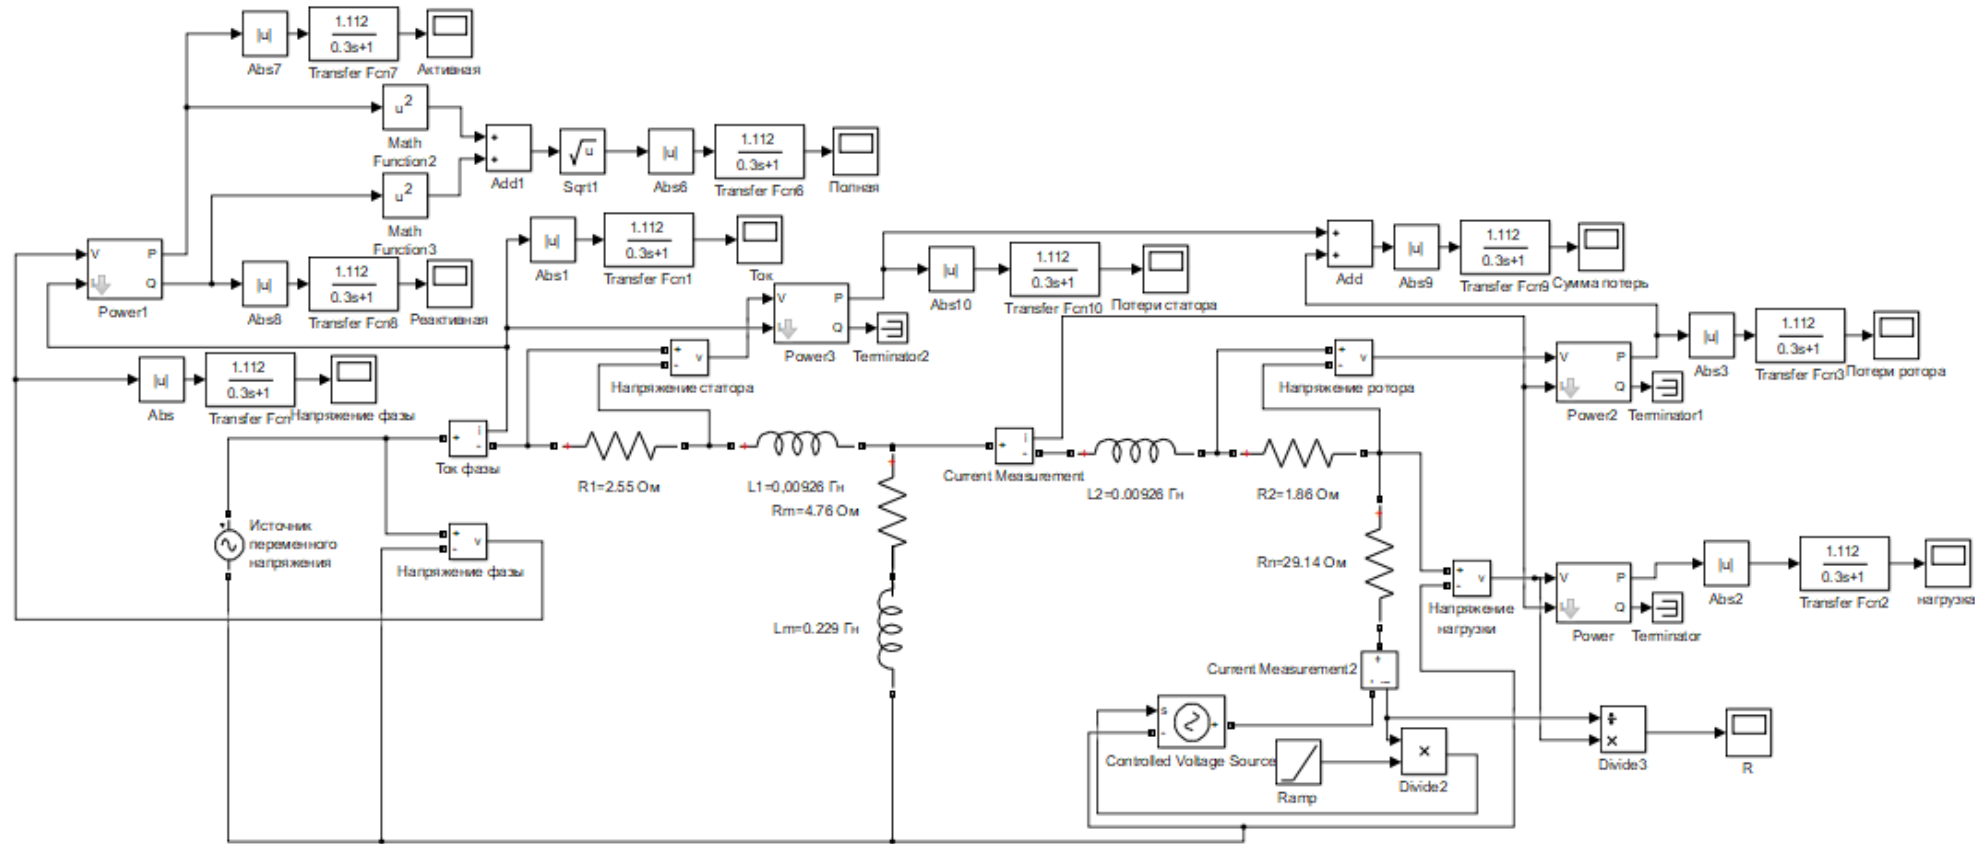 |u|
1.112
0.3s+1
Abs7
Transfer Fcn7
Активная
u²
Math
Function2
u²
Math
Function3
+
+
Add1
√u
Sqrt1
|u|
Abs6
1.112
0.3s+1
Transfer Fcn6
Полная
V
I
P
Q
Power1
|u|
Abs8
1.112
0.3s+1
Transfer Fcn8
Реактивная
|u|
Abs1
1.112
0.3s+1
Transfer Fcn1
Ток
V
I
P
Q
Power3
Terminator2
|u|
Abs10
1.112
0.3s+1
Transfer Fcn10
Потери статора
+
+
Add
|u|
Abs9
1.112
0.3s+1
Transfer Fcn9
Сумма потерь
|u|
Abs
1.112
0.3s+1
Transfer Fcn
Напряжение фазы
+
-
v
Напряжение статора
+
-
v
Напряжение ротора
V
I
P
Q
Power2
Terminator1
|u|
Abs3
1.112
0.3s+1
Transfer Fcn3
Потери ротора
+
-
i
Ток фазы
R1=2.55 Ом
L1=0,00926 Гн
Rm=4.76 Ом
+
-
i
Current Measurement
L2=0.00926 Гн
R2=1.86 Ом
Источник
переменного
напряжения
+
-
v
Напряжение фазы
Lm=0.229 Гн
Rn=29.14 Ом
+
-
v
Напряжение
нагрузки
V
I
P
Q
Power
Terminator
|u|
Abs2
1.112
0.3s+1
Transfer Fcn2
нагрузка
Current Measurement2
s
-
+
Controlled Voltage Source
Ramp
×
Divide2
÷
×
Divide3
R